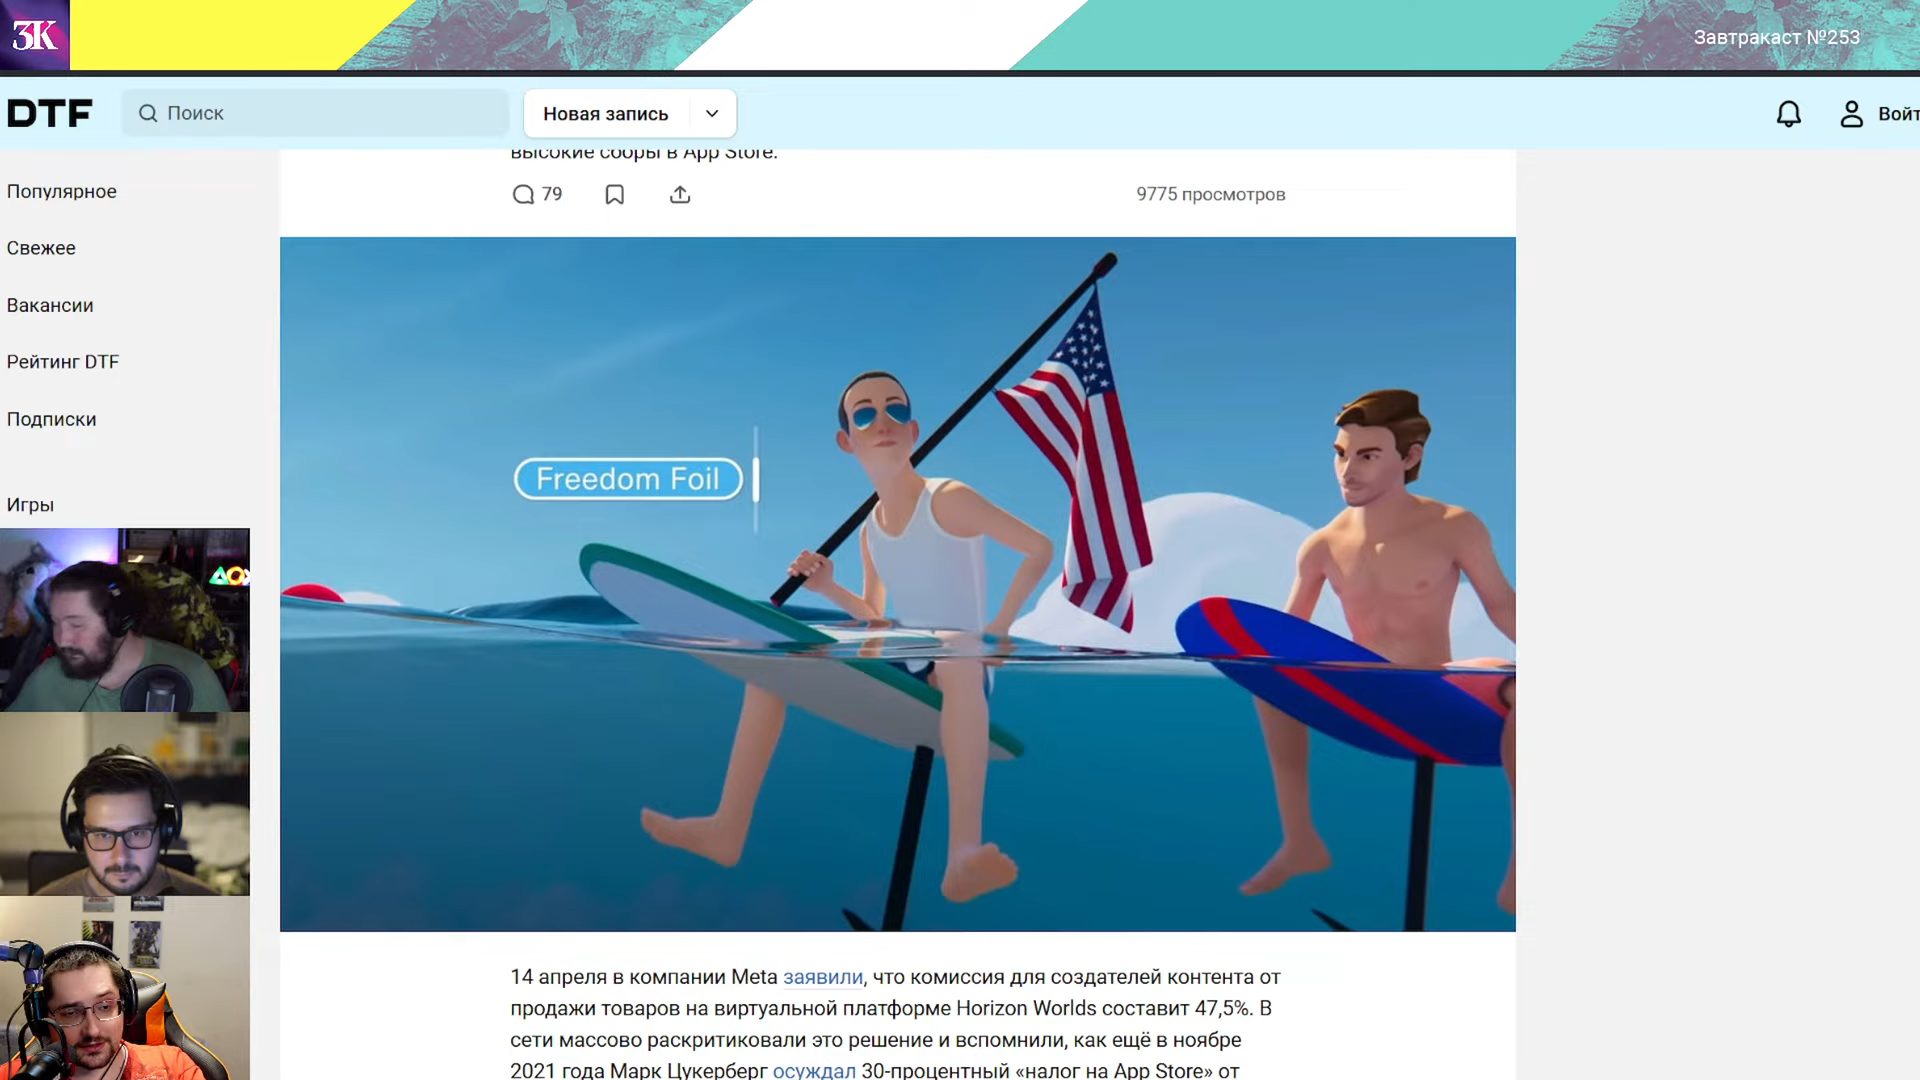 3K
Завтракаст №253
DTF
Поиск
Новая запись
Войт
высокие сборы в App Store.
79
9775 просмотров
Популярное
Свежее
Вакансии
Рейтинг DTF
Подписки
Игры
Freedom Foil
14 апреля в компании Meta заявили, что комиссия для создателей контента от
продажи товаров на виртуальной платформе Horizon Worlds составит 47,5%. В
сети массово раскритиковали это решение и вспомнили, как ещё в ноябре
2021 года Марк Цукерберг осуждал 30-процентный «налог на App Store» от